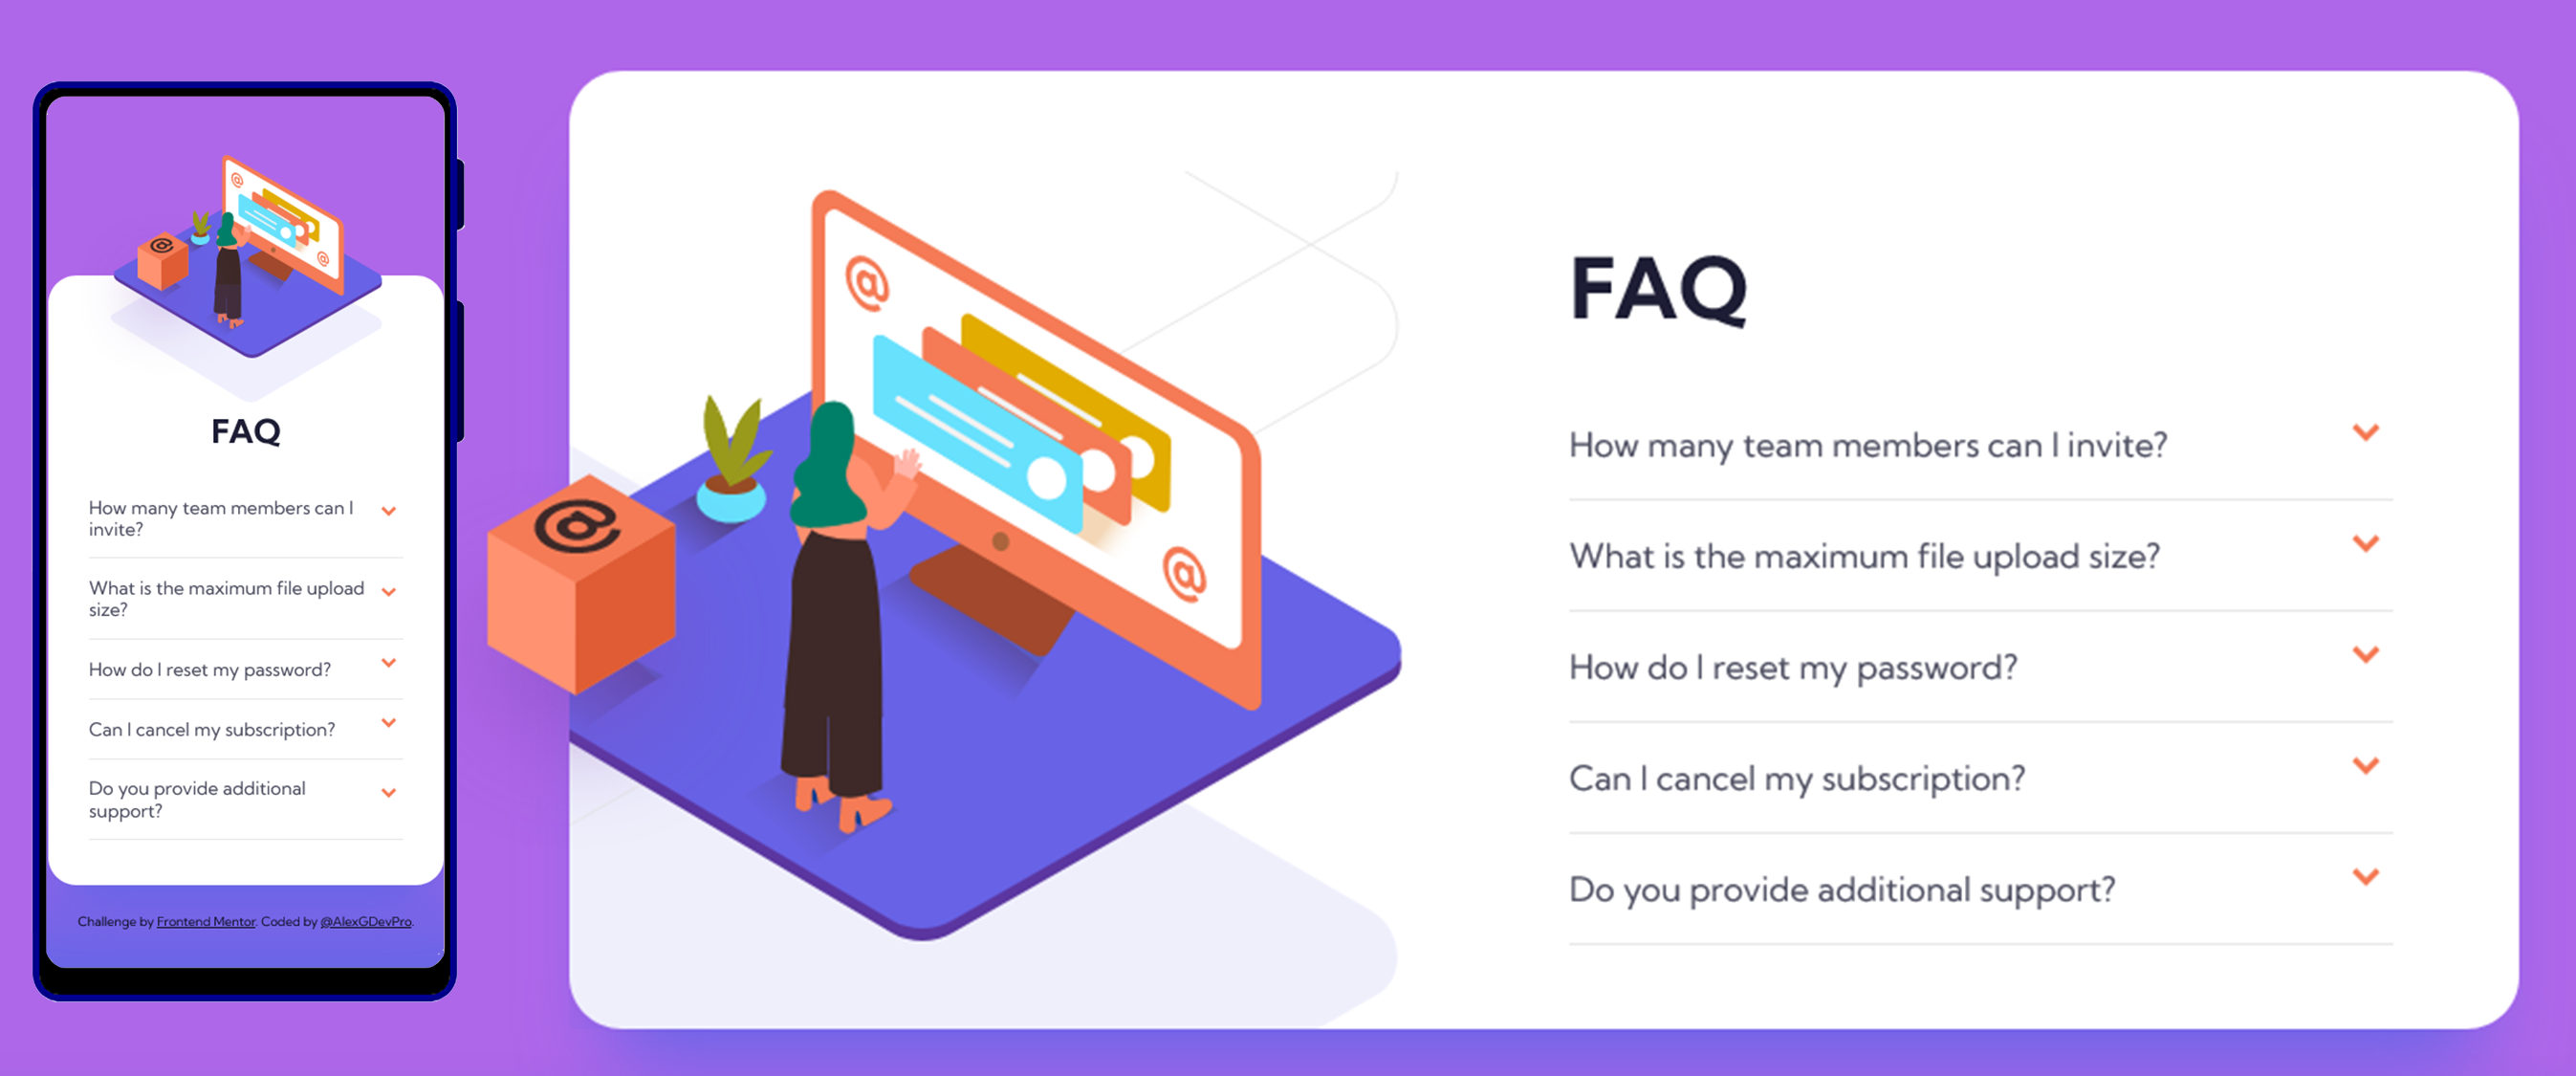 @
@
@
FAQ
How many team members can I
invite?
What is the maximum file upload
size?
How do I reset my password?
Can I cancel my subscription?
Do you provide additional
support?
Challenge by Frontend Mentor. Coded by @AlexGDevPro.
@
@
@
FAQ
How many team members can I invite?
What is the maximum file upload size?
How do I reset my password?
Can I cancel my subscription?
Do you provide additional support?